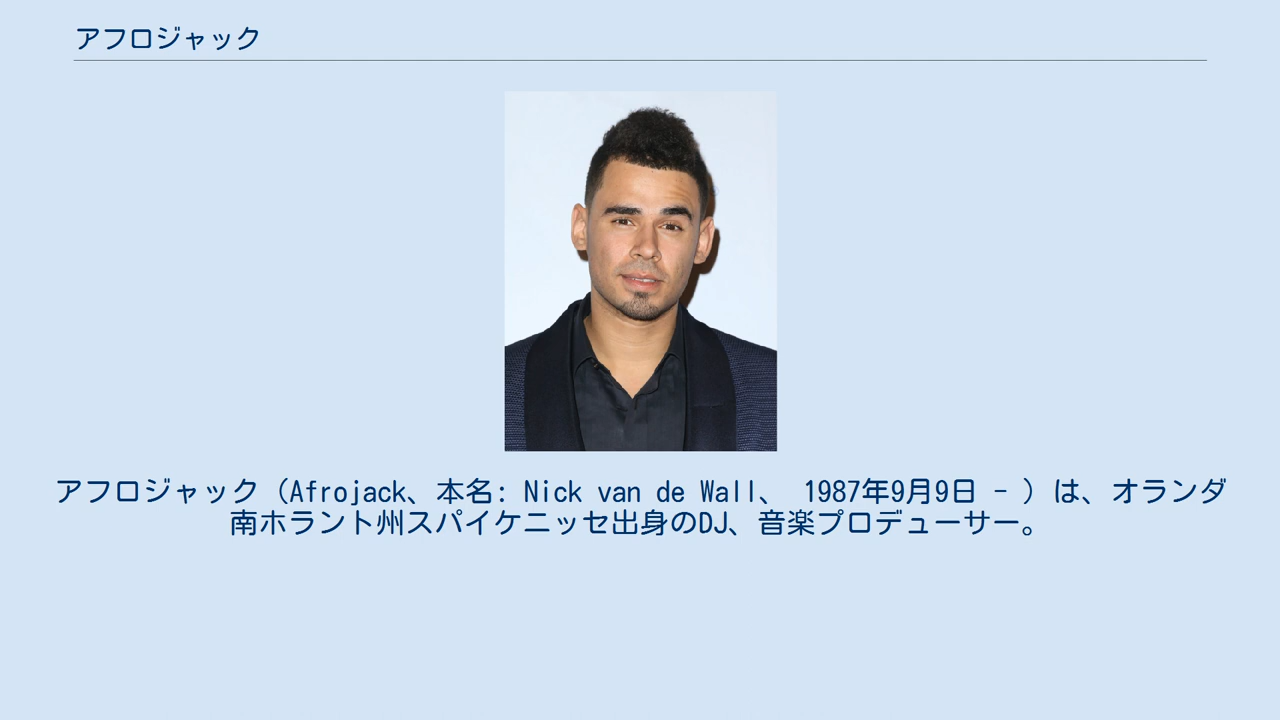 アフロジャック
アフロジャック（Afrojack、本名: Nick van de Wall、 1987年9月9日 - ）は、オランダ
南ホラント州スパイケニッセ出身のDJ、音楽プロデューサー。